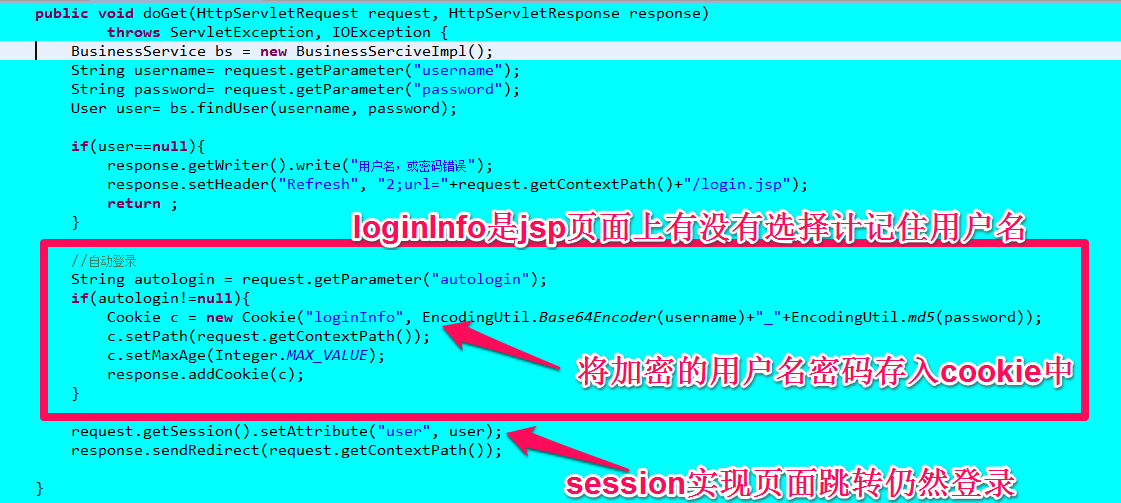 public void doGet(HttpServletRequest request, HttpServletResponse response)
throws ServletException, IOException {
BusinessService bs = new BusinessSerciveImpl();
String username= request.getParameter("username");
String password= request.getParameter("password");
User user= bs.findUser(username, password);
if(user==null){
response.getWriter().write("用户名，或密码错误");
response.setHeader("Refresh", "2;url="+request.getContextPath()+"/login.jsp");
return ;
}
loginInfo是jsp页面上有没有选择计记住用户名
//自动登录
String autologin = request.getParameter("autologin");
if(autologin!=null){
Cookie c = new Cookie("loginInfo", EncodingUtil.Base64Encoder(username)+"_"+EncodingUtil.md5(password));
c.setPath(request.getContextPath());
c.setMaxAge(Integer.MAX_VALUE);
response.addCookie(c);
将加密的用户名密码存入cookie中
}
request.getSession().setAttribute("user", user);
response.sendRedirect(request.getContextPath());
session实现页面跳转仍然登录
}